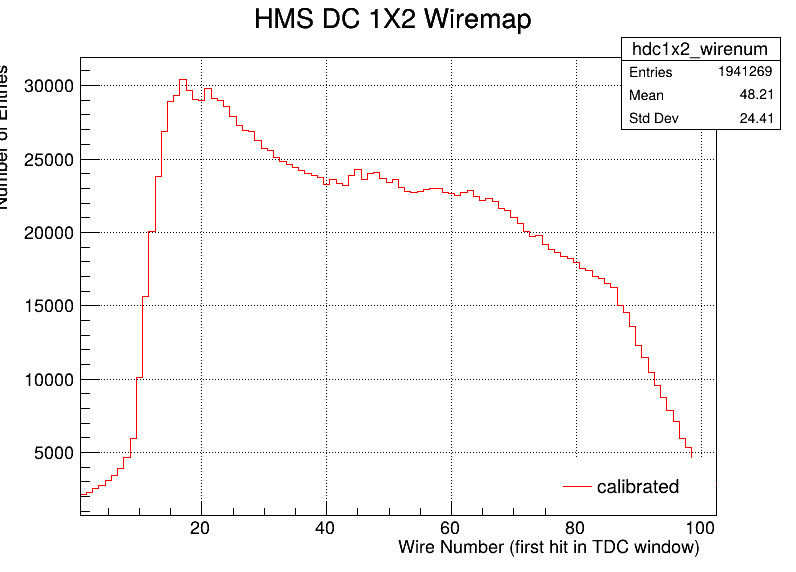 HMS DC 1X2 Wiremap
hdc1x2_wirenum
Entries 1941269
Mean 48.21
Std Dev 24.41
Number of Entries
30000
25000
20000
15000
10000
5000
calibrated
20 40 60 80 100
Wire Number (first hit in TDC window)